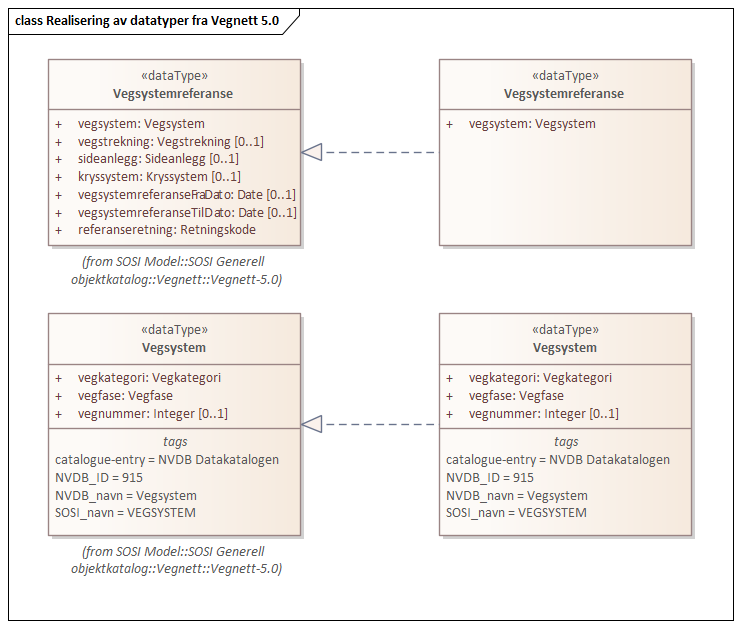 class Realisering av datatyper fra Vegnett 5.0
«dataType»
Vegsystemreferanse
+ vegsystem: Vegsystem
+ vegstrekning: Vegstrekning [0..1]
+ sideanlegg: Sideanlegg [0..1]
+ kryssystem: Kryssystem [0..1]
+ vegsystemreferanseFraDato: Date [0..1]
+ vegsystemreferanseTilDato: Date [0..1]
+ referanseretning: Retningskode
(from SOSI Model::SOSI Generell
objektkatalog::Vegnett::Vegnett-5.0)
«dataType»
Vegsystemreferanse
+ vegsystem: Vegsystem
«dataType»
Vegsystem
+ vegkategori: Vegkategori
+ vegfase: Vegfase
+ vegnummer: Integer [0..1]
tags
catalogue-entry = NVDB Datakatalogen
NVDB_ID = 915
NVDB_navn = Vegsystem
SOSI_navn = VEGSYSTEM
(from SOSI Model::SOSI Generell
objektkatalog::Vegnett::Vegnett-5.0)
«dataType»
Vegsystem
+ vegkategori: Vegkategori
+ vegfase: Vegfase
+ vegnummer: Integer [0..1]
tags
catalogue-entry = NVDB Datakatalogen
NVDB_ID = 915
NVDB_navn = Vegsystem
SOSI_navn = VEGSYSTEM